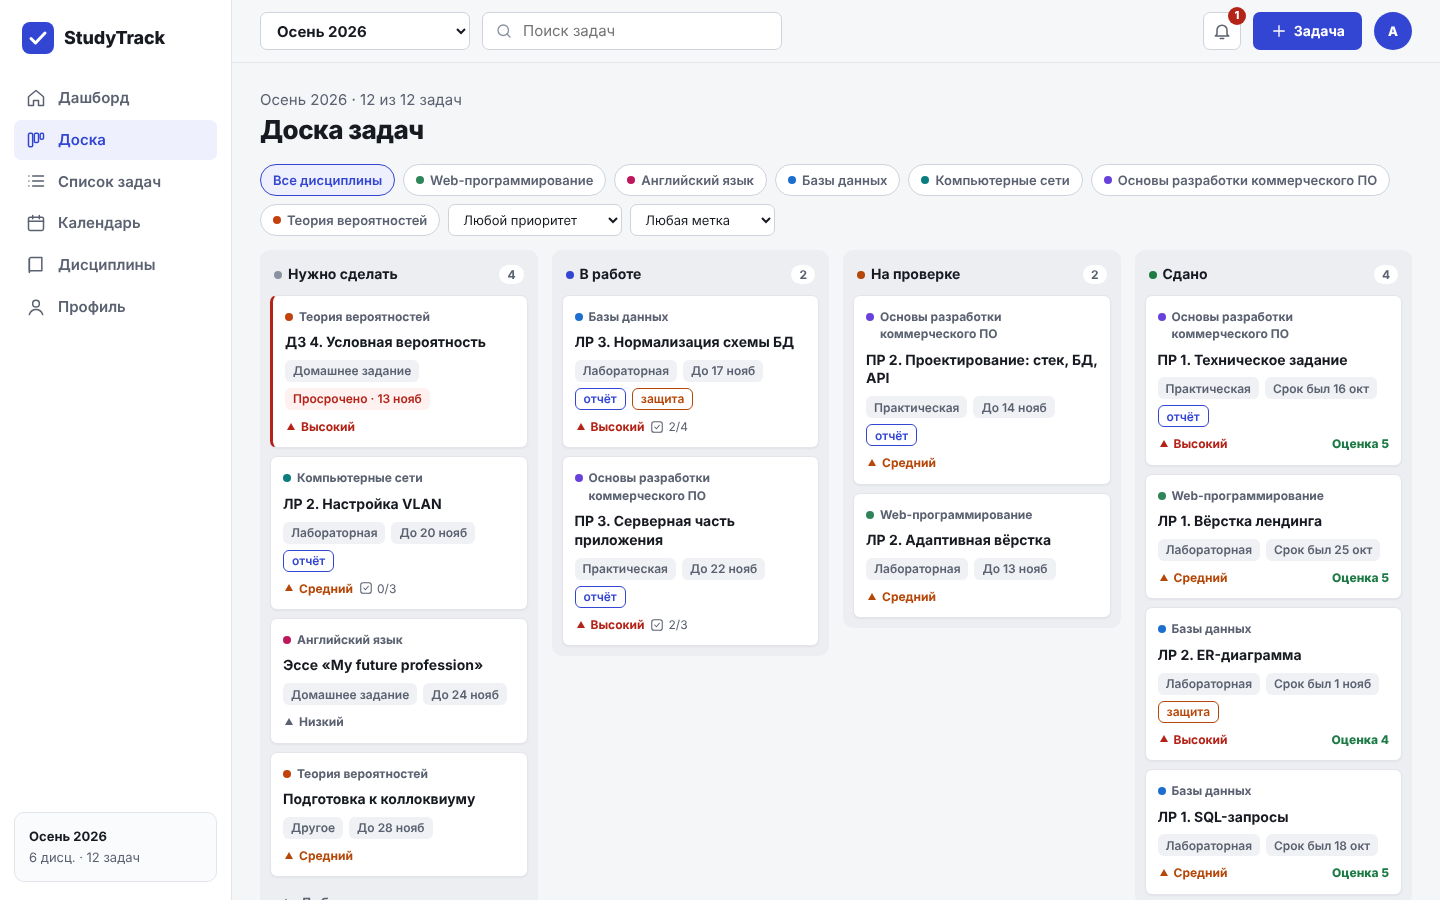 StudyTrack
Дашборд
Доска
Список задач
Календарь
Дисциплины
Профиль
Осень 2026
6 дисц. · 12 задач
Осень 2026
Поиск задач
1
Задача
A
Осень 2026 · 12 из 12 задач
Доска задач
Все дисциплины
Web-программирование
Английский язык
Базы данных
Компьютерные сети
Основы разработки коммерческого ПО
Теория вероятностей
Любой приоритет
Любая метка
Нужно сделать 4
Теория вероятностей
ДЗ 4. Условная вероятность
Домашнее задание
Просрочено · 13 нояб
Высокий
Компьютерные сети
ЛР 2. Настройка VLAN
Лабораторная До 20 нояб
отчёт
Средний 0/3
Английский язык
Эссе «My future profession»
Домашнее задание До 24 нояб
Низкий
Теория вероятностей
Подготовка к коллоквиуму
Другое До 28 нояб
Средний
В работе 2
Базы данных
ЛР 3. Нормализация схемы БД
Лабораторная До 17 нояб
отчёт защита
Высокий 2/4
Основы разработки
коммерческого ПО
ПР 3. Серверная часть
приложения
Практическая До 22 нояб
отчёт
Высокий 2/3
На проверке 2
Основы разработки
коммерческого ПО
ПР 2. Проектирование: стек, БД,
API
Практическая До 14 нояб
отчёт
Средний
Web-программирование
ЛР 2. Адаптивная вёрстка
Лабораторная До 13 нояб
Средний
Сдано 4
Основы разработки
коммерческого ПО
ПР 1. Техническое задание
Практическая Срок был 16 окт
отчёт
Высокий Оценка 5
Web-программирование
ЛР 1. Вёрстка лендинга
Лабораторная Срок был 25 окт
Средний Оценка 5
Базы данных
ЛР 2. ER-диаграмма
Лабораторная Срок был 1 нояб
защита
Высокий Оценка 4
Базы данных
ЛР 1. SQL-запросы
Лабораторная Срок был 18 окт
Средний Оценка 5